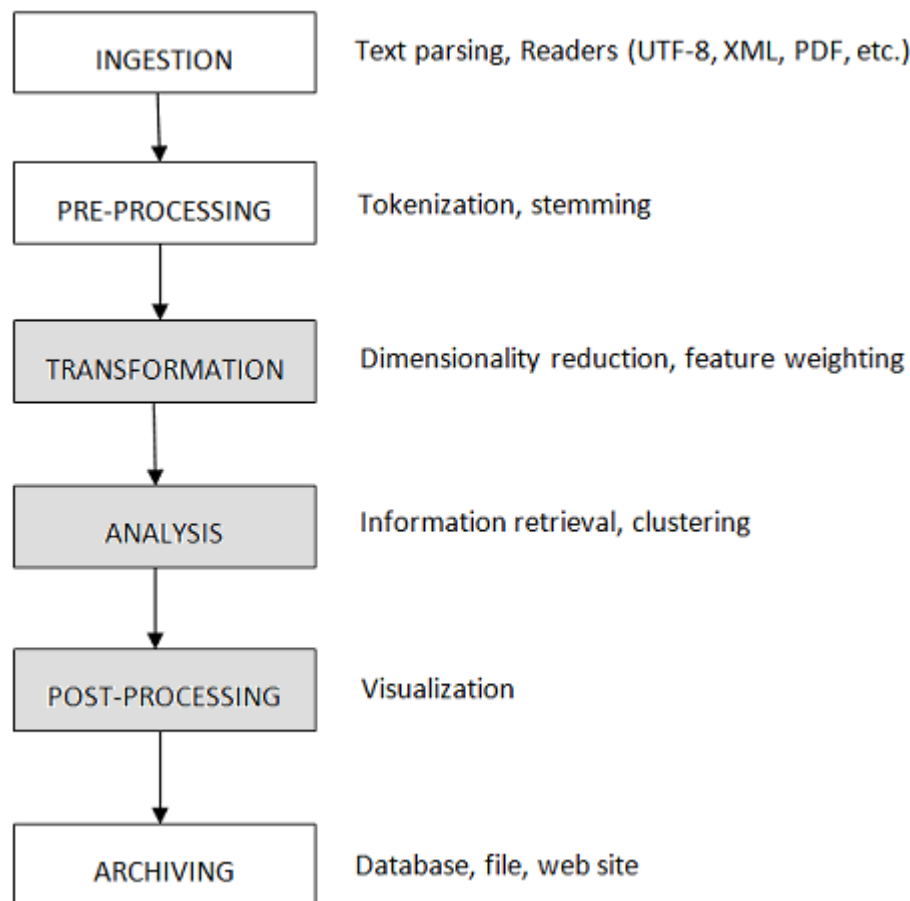 INGESTION
Text parsing, Readers (UTF-8, XML, PDF, etc.)
PRE-PROCESSING
Tokenization, stemming
TRANSFORMATION
Dimensionality reduction, feature weighting
ANALYSIS
Information retrieval, clustering
POST-PROCESSING
Visualization
ARCHIVING
Database, file, web site